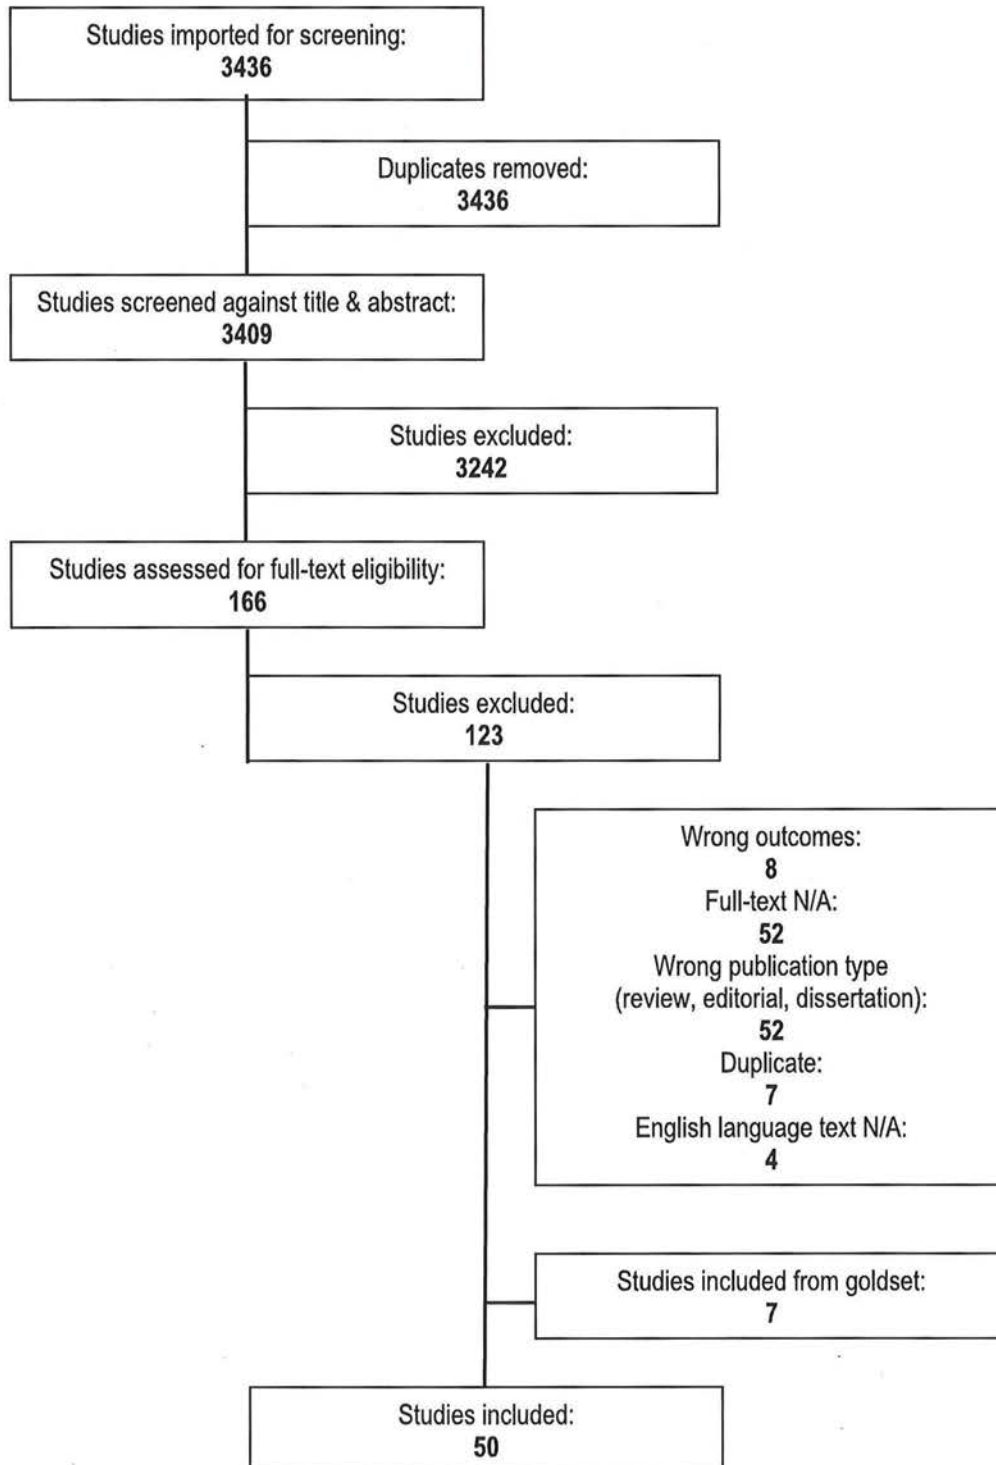 Studies imported for screening:
3436
Duplicates removed:
3436
Studies screened against title & abstract:
3409
Studies excluded:
3242
Studies assessed for full-text eligibility:
166
Studies excluded:
123
Wrong outcomes:
8
Full-text N/A:
52
Wrong publication type
(review, editorial, dissertation):
52
Duplicate:
7
English language text N/A:
4
Studies included from goldset:
7
Studies included:
50